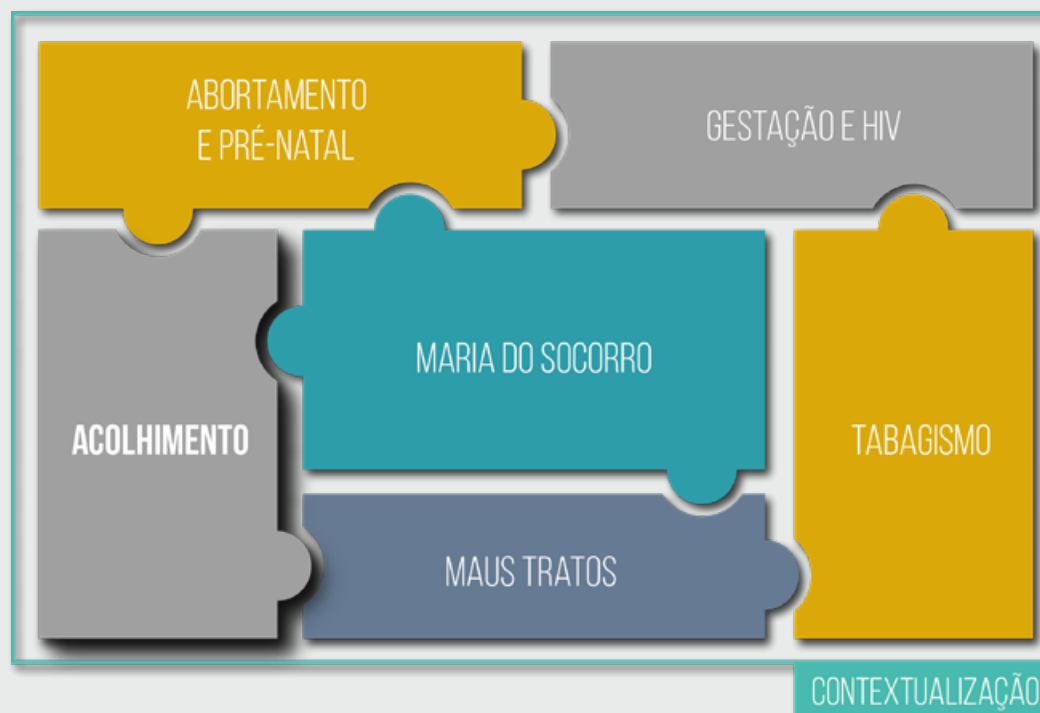 ABORTAMENTO
E PRÉ-NATAL
GESTAÇÃO E HIV
MARIA DO SOCORRO
ACOLHIMENTO
TABAGISMO
MAUS TRATOS
CONTEXTUALIZAÇÃO